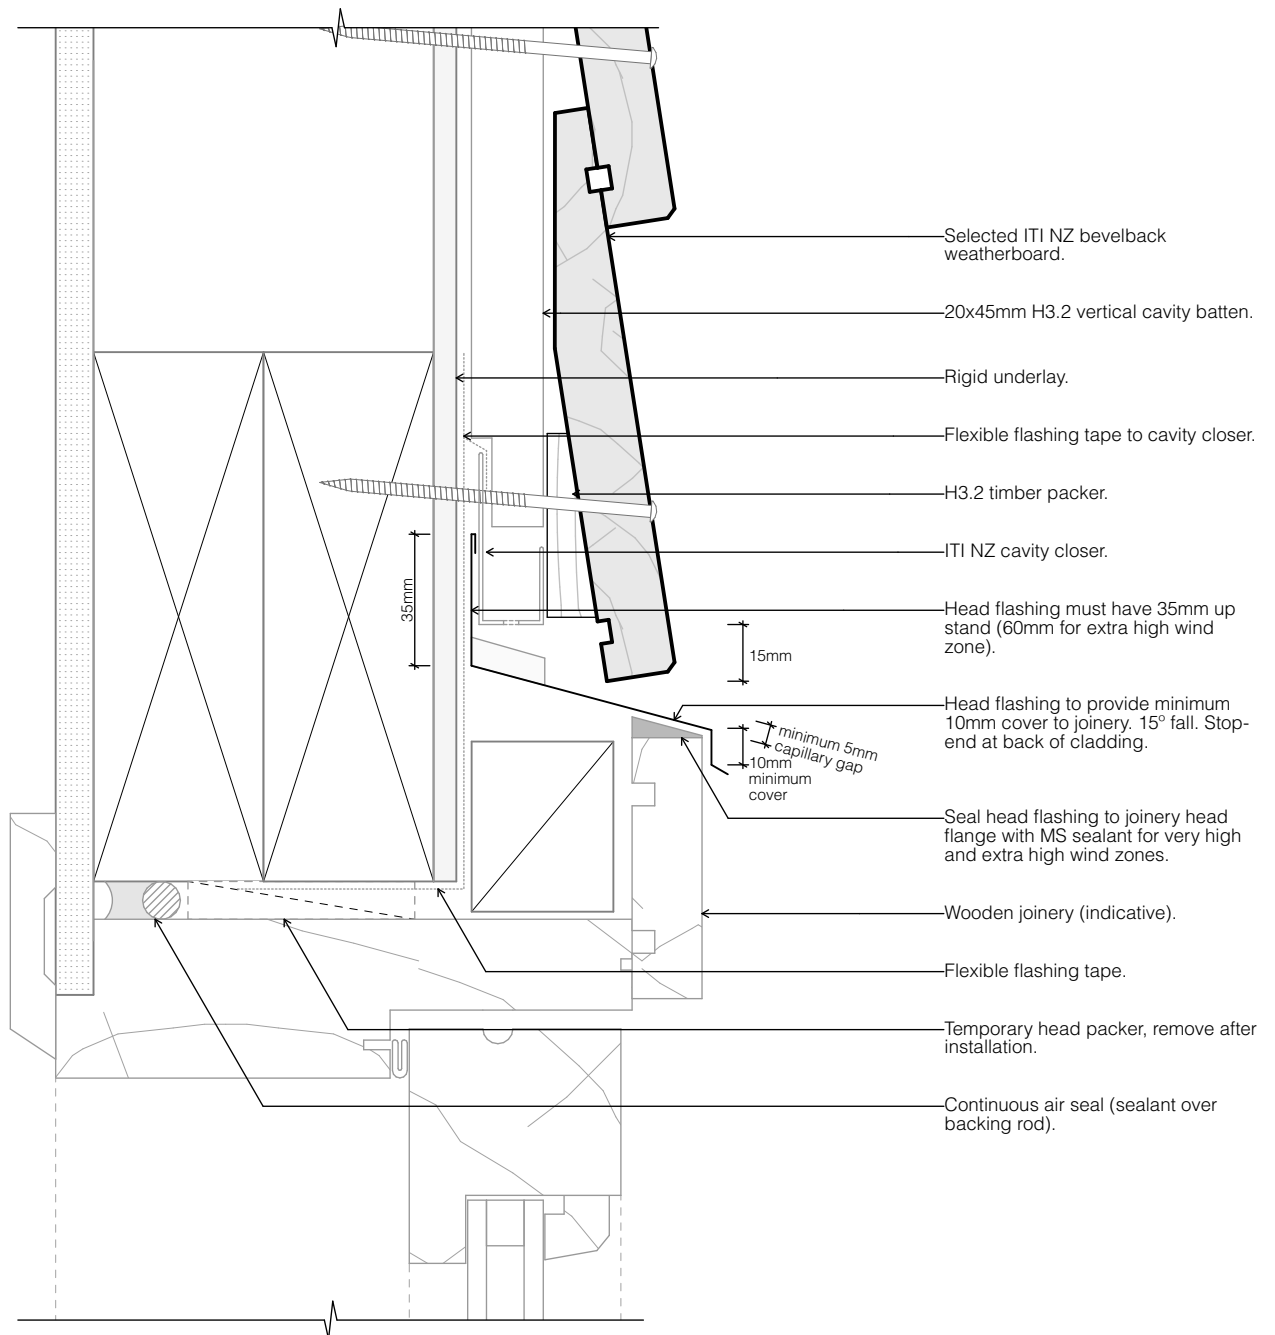 Selected ITI NZ bevelback
weatherboard.
20x45mm H3.2 vertical cavity batten.
Rigid underlay.
Flexible flashing tape to cavity closer.
H3.2 timber packer.
ITI NZ cavity closer.
35mm
Head flashing must have 35mm up
stand (60mm for extra high wind
zone).
15mm
Head flashing to provide minimum
10mm cover to joinery. 15° fall. Stop-
end at back of cladding.
minimum 5mm
capillary gap
10mm
minimum
cover
Seal head flashing to joinery head
flange with MS sealant for very high
and extra high wind zones.
Wooden joinery (indicative).
Flexible flashing tape.
Temporary head packer, remove after
installation.
Continuous air seal (sealant over
backing rod).